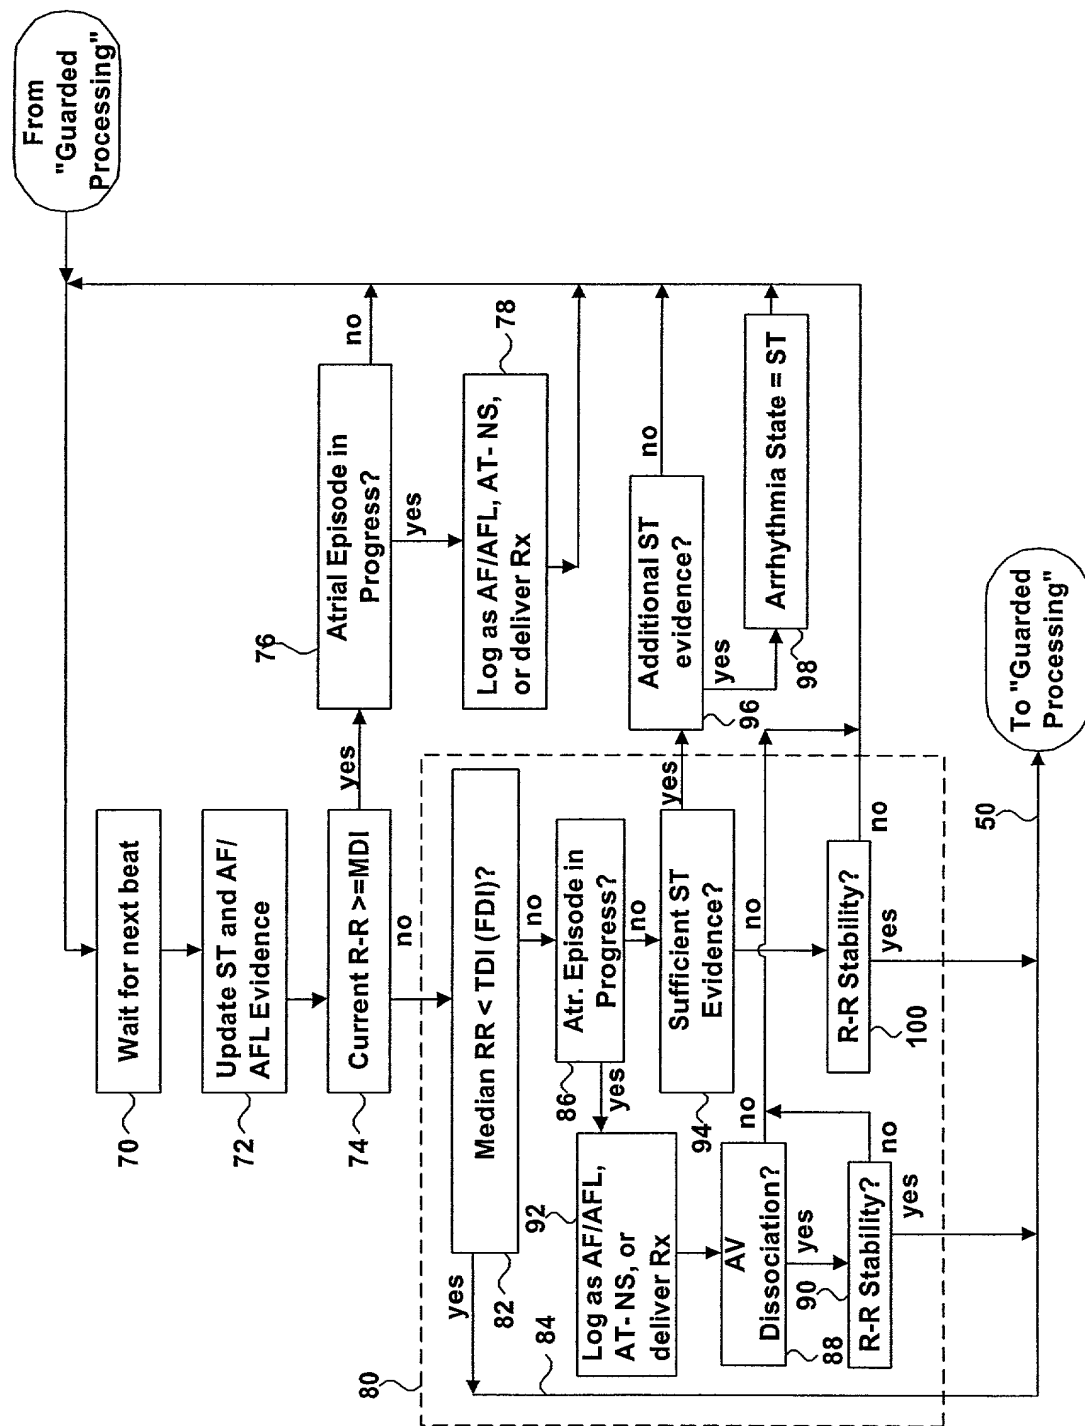 From
"Guarded
Processing"
Wait for next beat
70
Update ST and AF/
AFL Evidence
72
Current R-R >=MDI
74
yes
no
Atrial Episode in
Progress?
76
no
yes
Log as AF/AFL, AT- NS,
or deliver Rx
78
80
Median RR < TDI (FDI)?
82
yes
84
no
Atr. Episode in
Progress?
86
yes
no
Log as AF/AFL,
AT- NS, or
deliver Rx
92
AV
Dissociation?
88
no
yes
R-R Stability?
90
no
yes
Sufficient ST
Evidence?
94
yes
no
Additional ST
evidence?
96
no
yes
Arrhythmia State = ST
98
R-R Stability?
100
no
yes
50
To "Guarded
Processing"